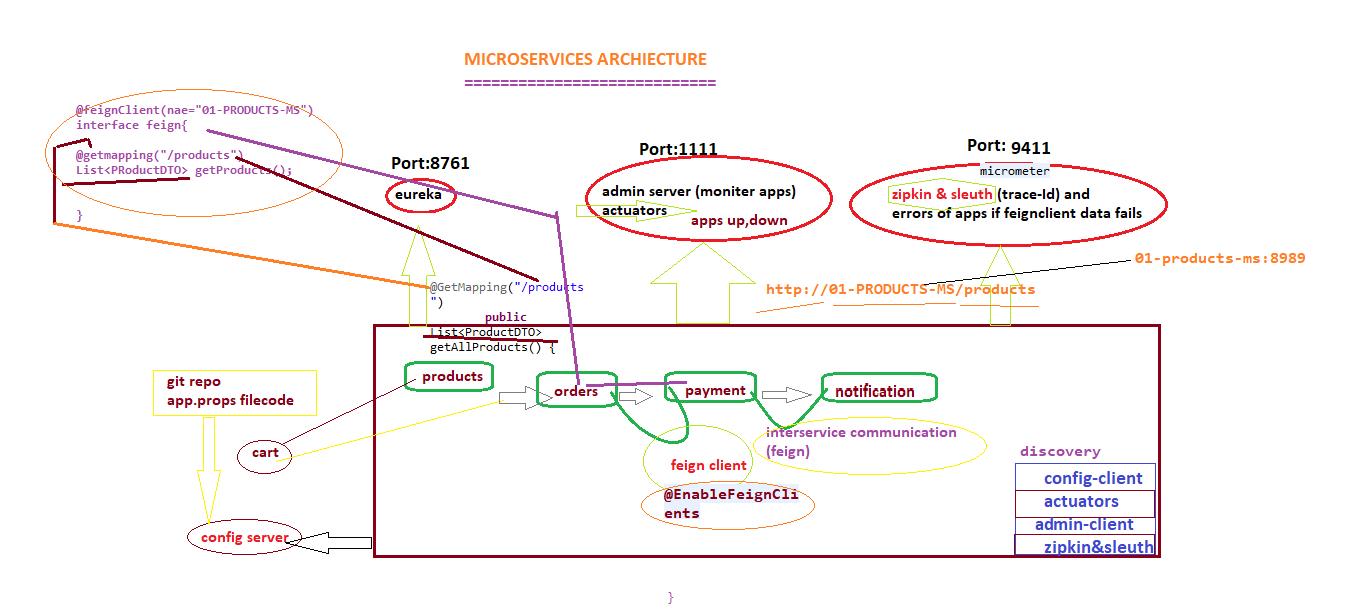 MICROSERVICES ARCHIECTURE
============================
@feignClient(nae="01-PRODUCTS-MS")
interface feign{
@getmapping("/products")
List<PRoductDTO> getProducts();
}
Port:8761
eureka
Port:1111
admin server (moniter apps)
actuators
apps up,down
Port: 9411
micrometer
zipkin & sleuth (trace-Id) and
errors of apps if feignclient data fails
01-products-ms:8989
http://01-PRODUCTS-MS/products
@GetMapping("/products
")
public
List<ProductDTO>
getAllProducts() {
products
orders
payment
notification
git repo
app.props filecode
cart
config server
interservice communication
(feign)
feign client
@EnableFeignCli
ents
discovery
config-client
actuators
admin-client
zipkin&sleuth
}